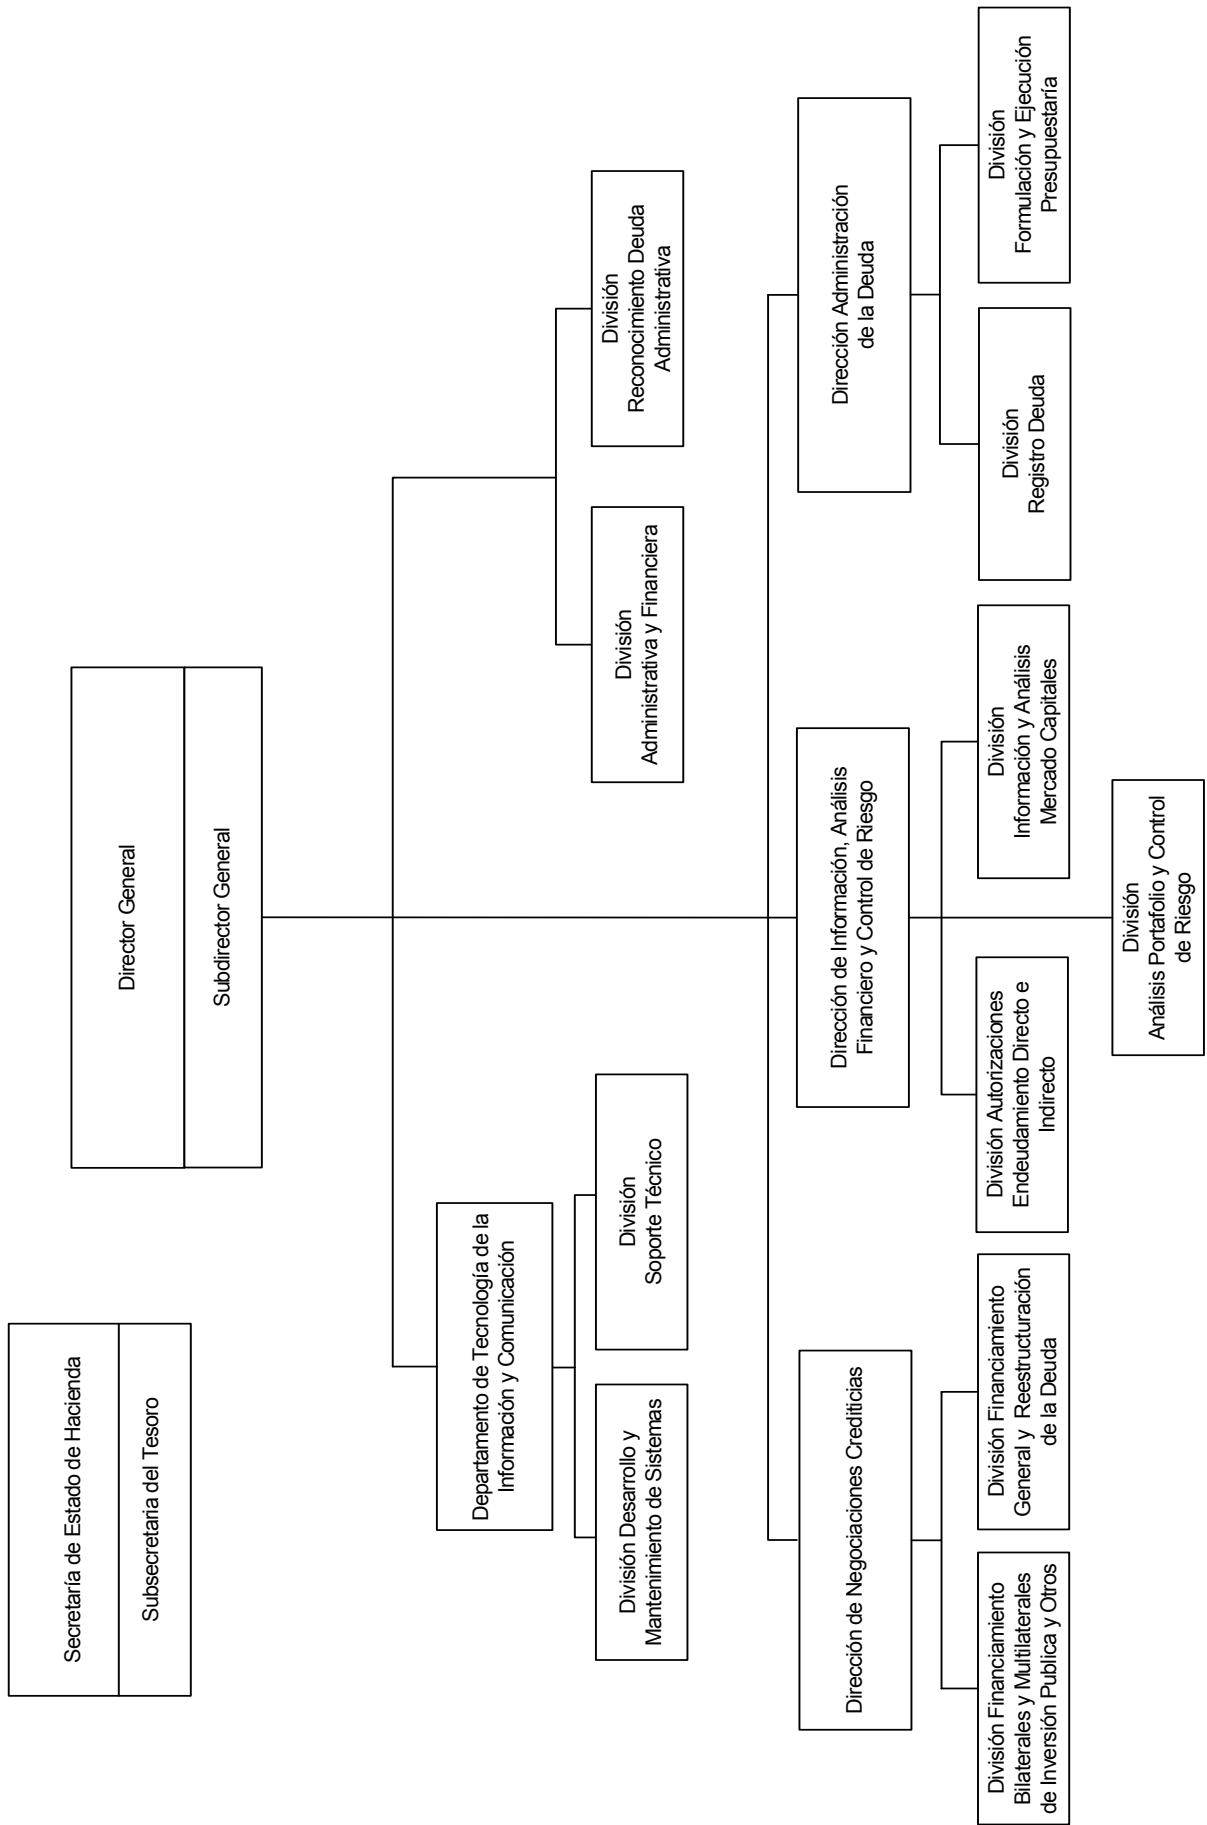 Secretaría de Estado de Hacienda
Subsecretaria del Tesoro
Director General
Subdirector General
Departamento de Tecnología de la
Información y Comunicación
División Desarrollo y
Mantenimiento de Sistemas
División
Soporte Técnico
División
Administrativa y Financiera
División
Reconocimiento Deuda
Administrativa
Dirección de Negociaciones Crediticias
Dirección de Información, Análisis
Financiero y Control de Riesgo
Dirección Administración
de la Deuda
División Financiamiento
Bilaterales y Multilaterales
de Inversión Publica y Otros
División Financiamiento
General y Reestructuración
de la Deuda
División Autorizaciones
Endeudamiento Directo e
Indirecto
División
Información y Análisis
Mercado Capitales
División
Registro Deuda
División
Formulación y Ejecución
Presupuestaría
División
Análisis Portafolio y Control
de Riesgo